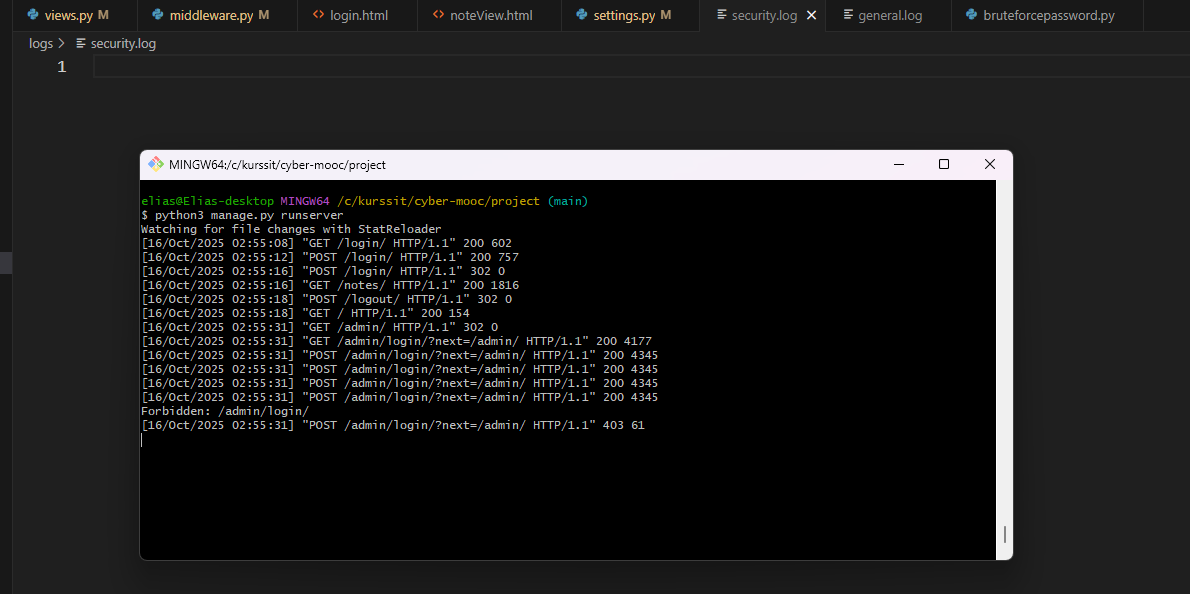 views.py M middleware.py M login.html noteView.html settings.py M security.log general.log bruteforcepassword.py
logs > security.log
1
MINGW64:/c/kurssit/cyber-mooc/project
elias@Elias-desktop MINGW64 /c/kurssit/cyber-mooc/project (main)
$ python3 manage.py runserver
Watching for file changes with StatReloader
[16/Oct/2025 02:55:08] "GET /login/ HTTP/1.1" 200 602
[16/Oct/2025 02:55:12] "POST /login/ HTTP/1.1" 200 757
[16/Oct/2025 02:55:16] "POST /login/ HTTP/1.1" 302 0
[16/Oct/2025 02:55:16] "GET /notes/ HTTP/1.1" 200 1816
[16/Oct/2025 02:55:18] "POST /logout/ HTTP/1.1" 302 0
[16/Oct/2025 02:55:18] "GET / HTTP/1.1" 200 154
[16/Oct/2025 02:55:31] "GET /admin/ HTTP/1.1" 302 0
[16/Oct/2025 02:55:31] "GET /admin/login/?next=/admin/ HTTP/1.1" 200 4177
[16/Oct/2025 02:55:31] "POST /admin/login/?next=/admin/ HTTP/1.1" 200 4345
[16/Oct/2025 02:55:31] "POST /admin/login/?next=/admin/ HTTP/1.1" 200 4345
[16/Oct/2025 02:55:31] "POST /admin/login/?next=/admin/ HTTP/1.1" 200 4345
[16/Oct/2025 02:55:31] "POST /admin/login/?next=/admin/ HTTP/1.1" 200 4345
Forbidden: /admin/login/
[16/Oct/2025 02:55:31] "POST /admin/login/?next=/admin/ HTTP/1.1" 403 61